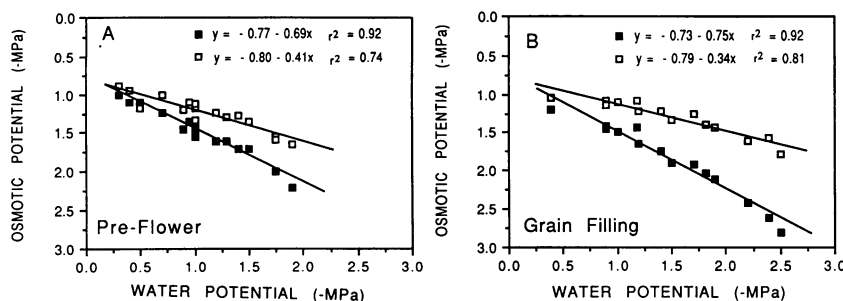 A
■ y = - 0.77 - 0.69x r² = 0.92
□ y = - 0.80 - 0.41x r² = 0.74
OSMOTIC POTENTIAL (-MPa)
0.0
0.5
1.0
1.5
2.0
2.5
3.0
Pre-Flower
0.0 0.5 1.0 1.5 2.0 2.5 3.0
WATER POTENTIAL (-MPa)
B
■ y = - 0.73 - 0.75x r² = 0.92
□ y = - 0.79 - 0.34x r² = 0.81
OSMOTIC POTENTIAL (-MPa)
0.0
0.5
1.0
1.5
2.0
2.5
3.0
Grain Filling
0.0 0.5 1.0 1.5 2.0 2.5 3.0
WATER POTENTIAL (-MPa)